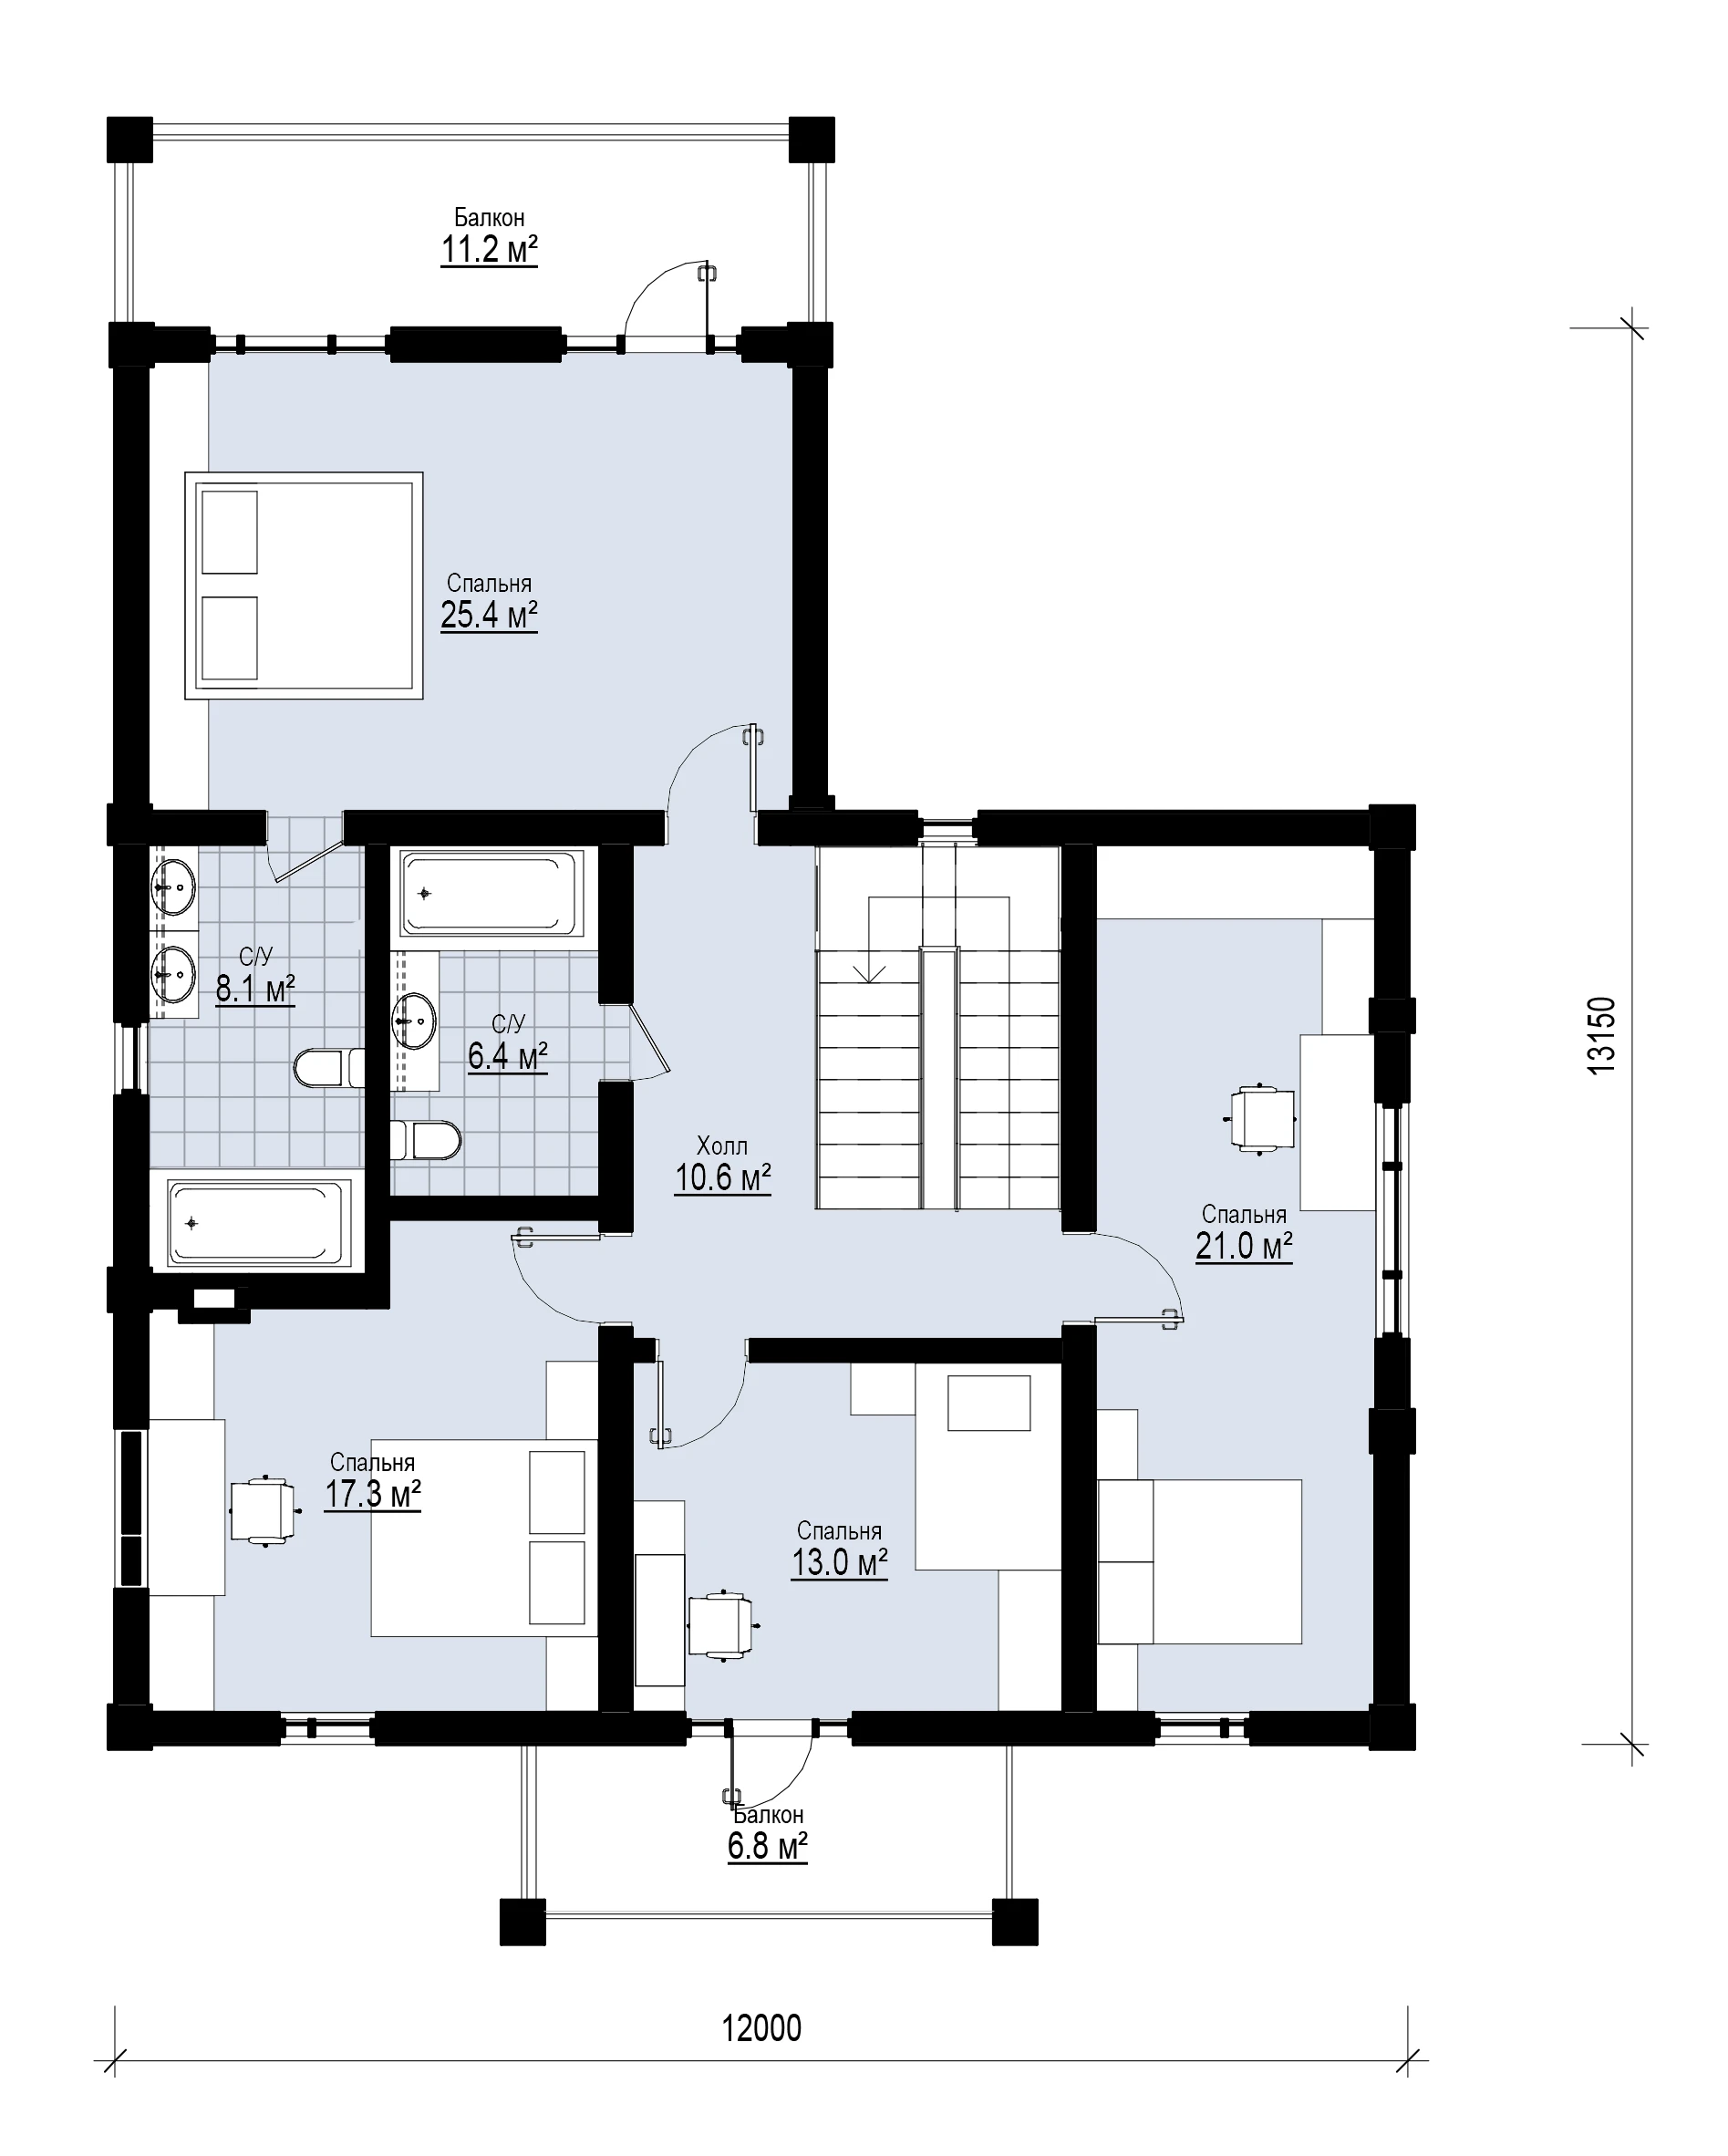 Балкон
11.2 м²
Спальня
25.4 м²
С/У
8.1 м²
С/У
6.4 м²
Холл
10.6 м²
13150
Спальня
21.0 м²
Спальня
17.3 м²
Спальня
13.0 м²
Балкон
6.8 м²
12000